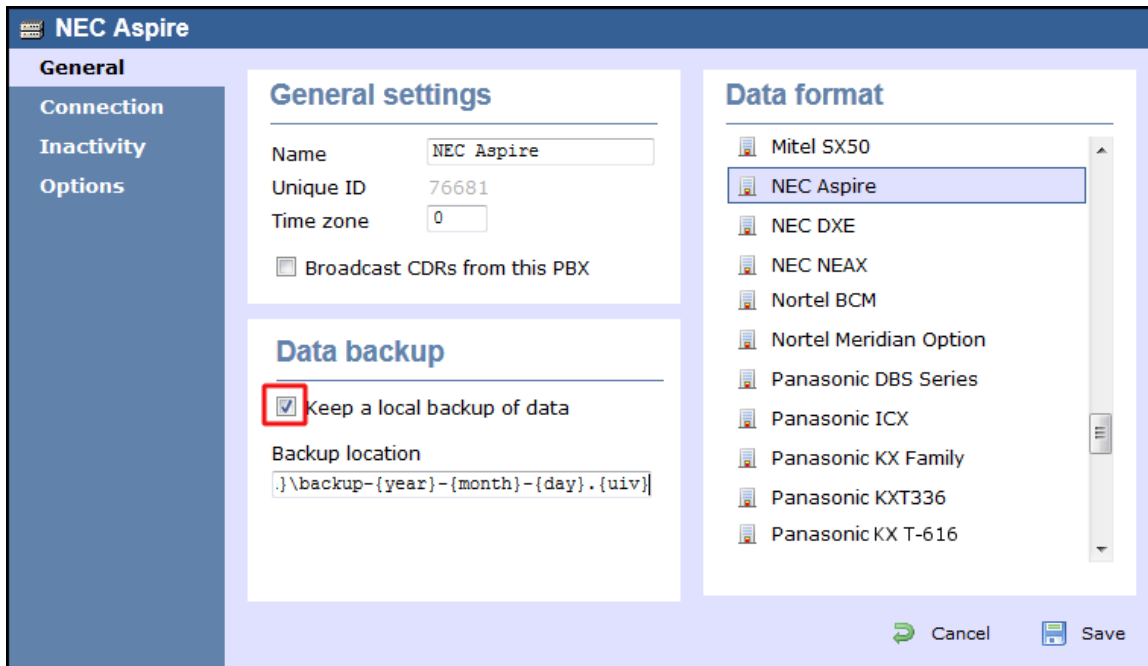 NEC Aspire
General
Connection
Inactivity
Options
General settings
Name NEC Aspire
Unique ID 76681
Time zone 0
Broadcast CDRs from this PBX
Data backup
Keep a local backup of data
Backup location
.}\backup-{year}-{month}-{day}.{uiv}
Data format
Mitel SX50
NEC Aspire
NEC DXE
NEC NEAX
Nortel BCM
Nortel Meridian Option
Panasonic DBS Series
Panasonic ICX
Panasonic KX Family
Panasonic KXT336
Panasonic KX T-616
Cancel Save